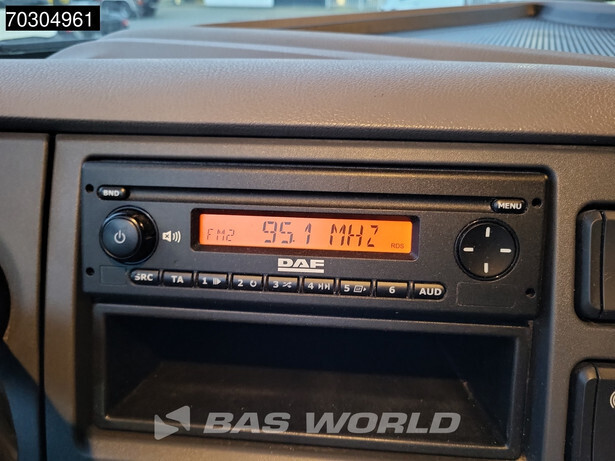 70304961
BND
MENU
FM2 95.1 MHZ
RDS
DAF
SRC TA 1 2 3 4 5 6 AUD
BAS WORLD